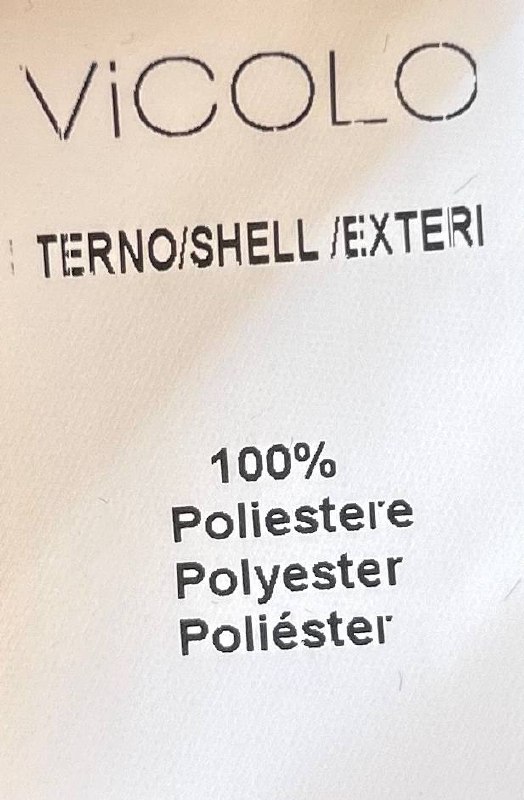 ViCOLO
TERNO/SHELL/EXTERI
100%
Poliestere
Polyester
Poliéster